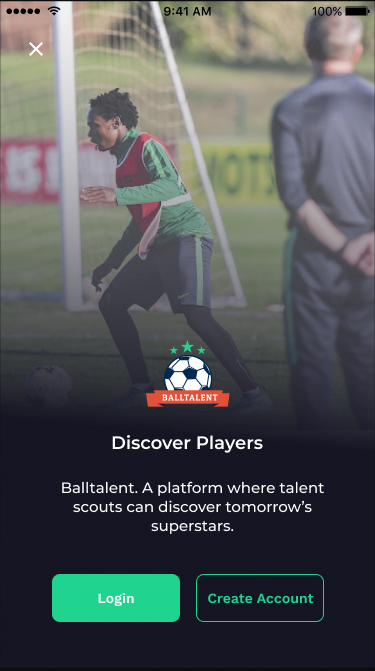 9:41 AM
100%
BALLTALENT
Discover Players
Balltalent. A platform where talent
scouts can discover tomorrow’s
superstars.
Login
Create Account